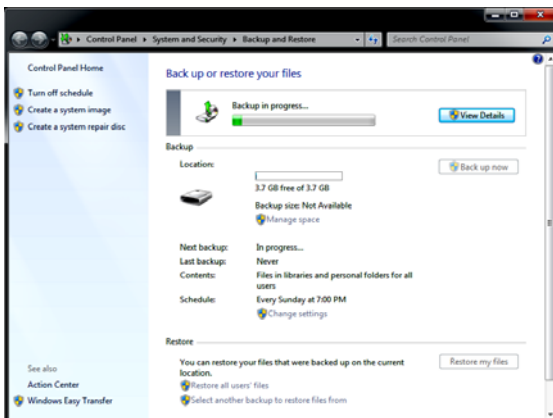 Control Panel ▸ System and Security ▸ Backup and Restore
Search Control Panel
Control Panel Home
Turn off schedule
Create a system image
Create a system repair disc
Back up or restore your files
Backup in progress...
View Details
Backup
Location:
Back up now
3.7 GB free of 3.7 GB
Backup size: Not Available
Manage space
Next backup: In progress...
Last backup: Never
Contents: Files in libraries and personal folders for all
users
Schedule: Every Sunday at 7:00 PM
Change settings
Restore
You can restore your files that were backed up on the current
location.
Restore my files
Restore all users' files
Select another backup to restore files from
See also
Action Center
Windows Easy Transfer